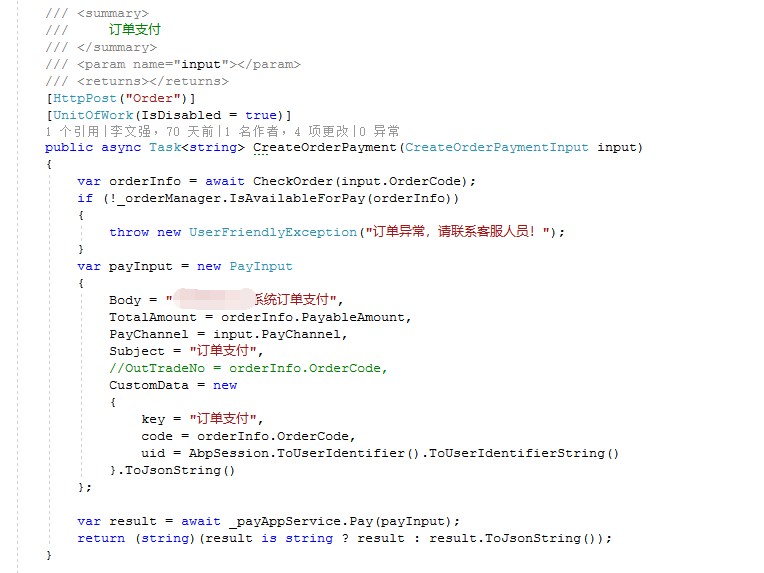 /// <summary>
///     订单支付
/// </summary>
/// <param name="input"></param>
/// <returns></returns>
[HttpPost("Order")]
[UnitOfWork(IsDisabled = true)]
1 个引用|李文强，70 天前|1 名作者，4 项更改|0 异常
public async Task<string> CreateOrderPayment(CreateOrderPaymentInput input)
{
    var orderInfo = await CheckOrder(input.OrderCode);
    if (!_orderManager.IsAvailableForPay(orderInfo))
    {
        throw new UserFriendlyException("订单异常，请联系客服人员！");
    }
    var payInput = new PayInput
    {
        Body = "系统订单支付",
        TotalAmount = orderInfo.PayableAmount,
        PayChannel = input.PayChannel,
        Subject = "订单支付",
        //OutTradeNo = orderInfo.OrderCode,
        CustomData = new
        {
            key = "订单支付",
            code = orderInfo.OrderCode,
            uid = AbpSession.ToUserIdentifier().ToUserIdentifierString()
        }.ToJsonString()
    };
    var result = await _payAppService.Pay(payInput);
    return (string)(result is string ? result : result.ToJsonString());
}